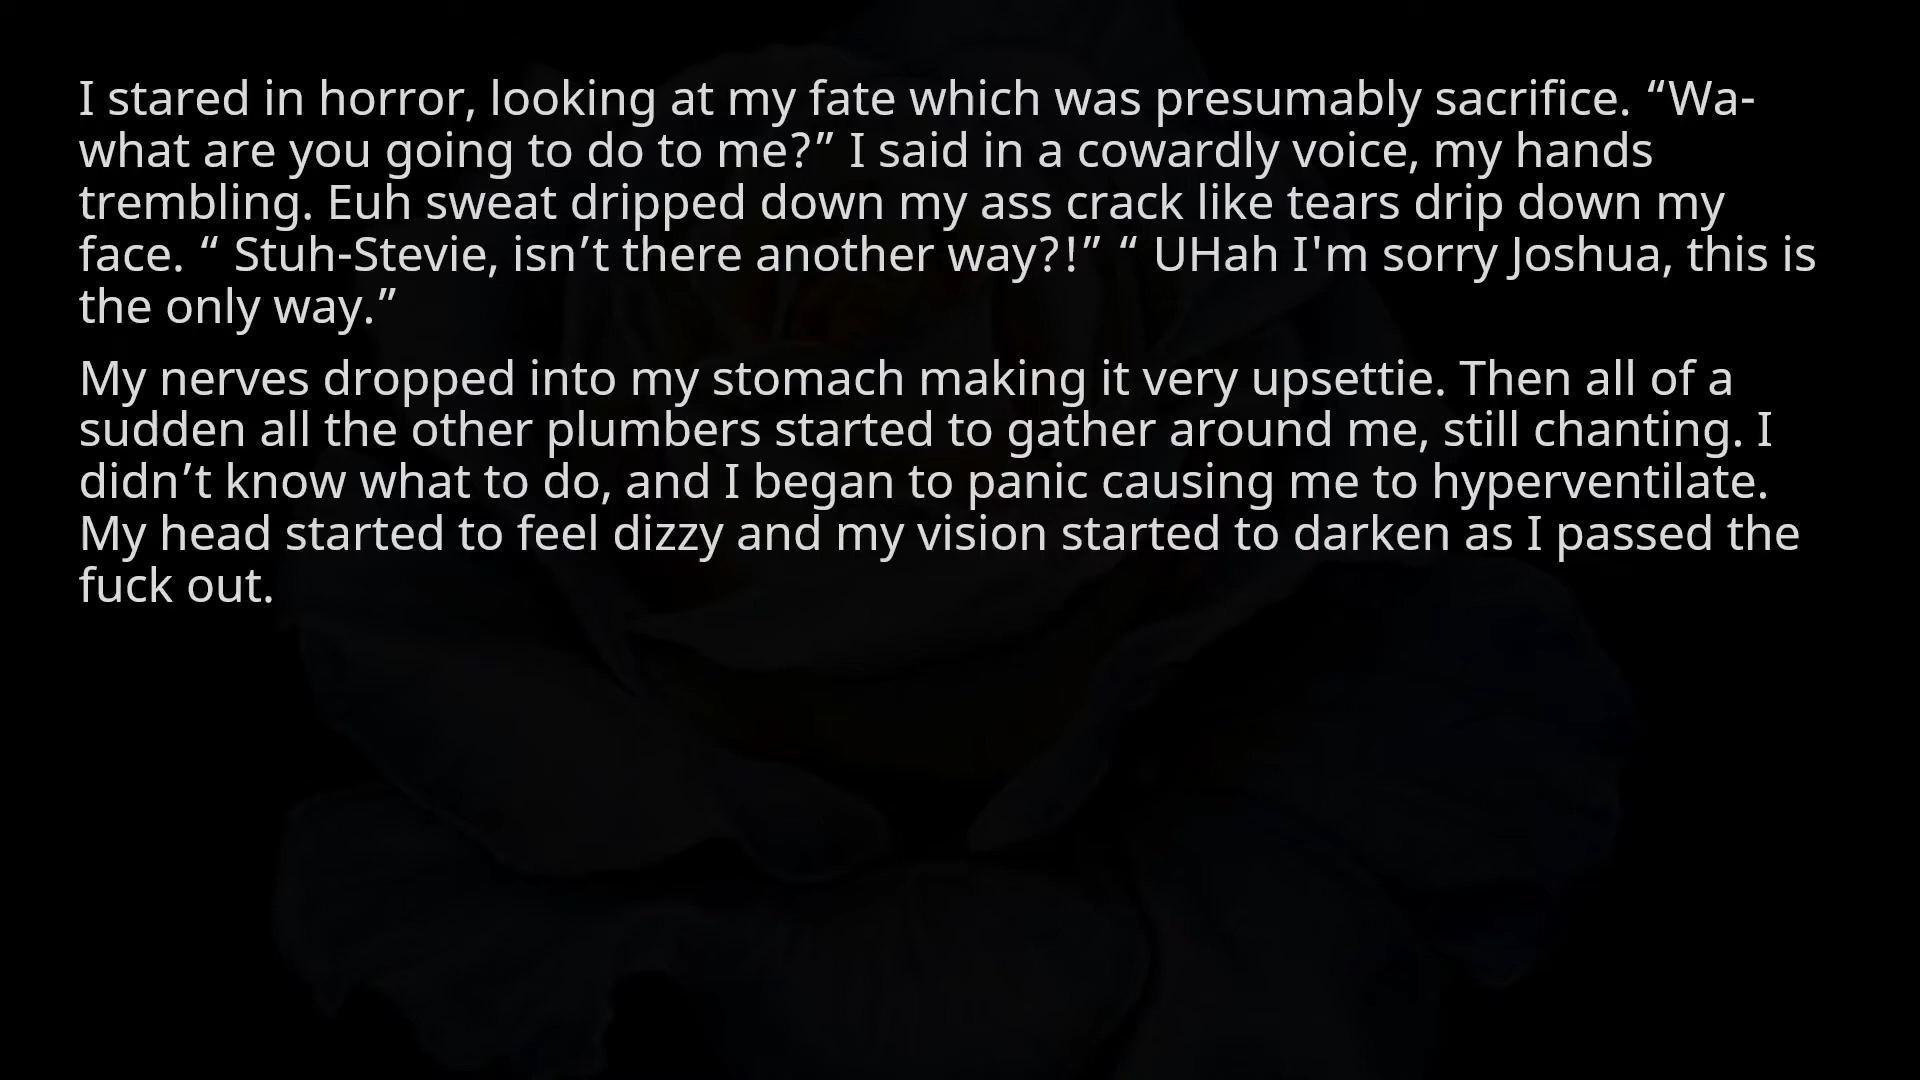 I stared in horror, looking at my fate which was presumably sacrifice. “Wa-
what are you going to do to me?” I said in a cowardly voice, my hands
trembling. Euh sweat dripped down my ass crack like tears drip down my
face. “ Stuh-Stevie, isn’t there another way?!” “ UHah I'm sorry Joshua, this is
the only way.”
My nerves dropped into my stomach making it very upsettie. Then all of a
sudden all the other plumbers started to gather around me, still chanting. I
didn’t know what to do, and I began to panic causing me to hyperventilate.
My head started to feel dizzy and my vision started to darken as I passed the
fuck out.